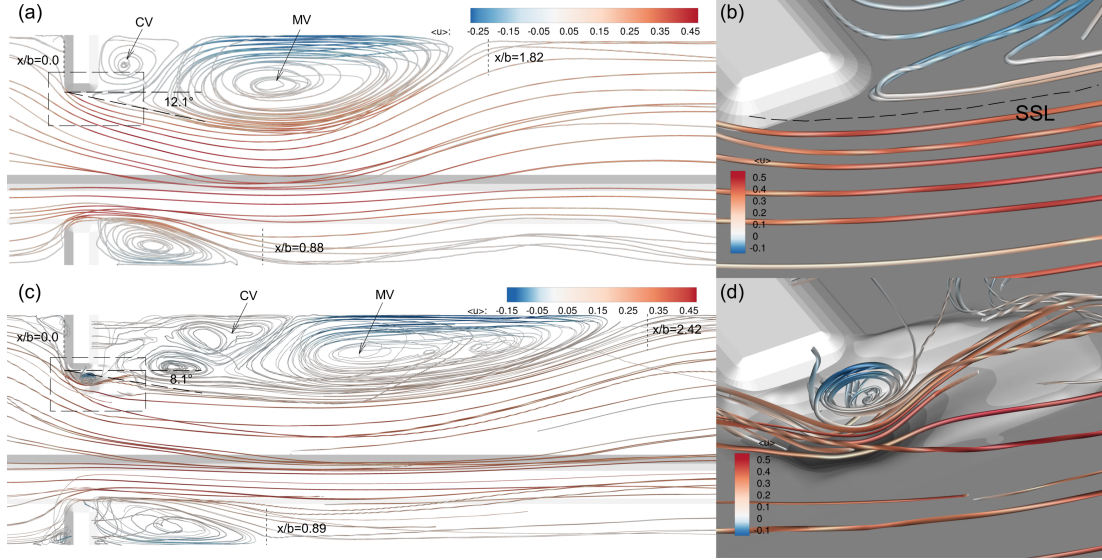 (a)
CV
MV
<u>:
-0.25 -0.15 -0.05 0.05 0.15 0.25 0.35 0.45
x/b=0.0
x/b=1.82
12.1°
x/b=0.88
(b)
SSL
<u>
0.5
0.4
0.3
0.2
0.1
0
-0.1
(c)
CV
MV
<u>:
-0.15 -0.05 0.05 0.15 0.25 0.35 0.45
x/b=0.0
x/b=2.42
8.1°
x/b=0.89
(d)
<u>
0.5
0.4
0.3
0.2
0.1
0
-0.1